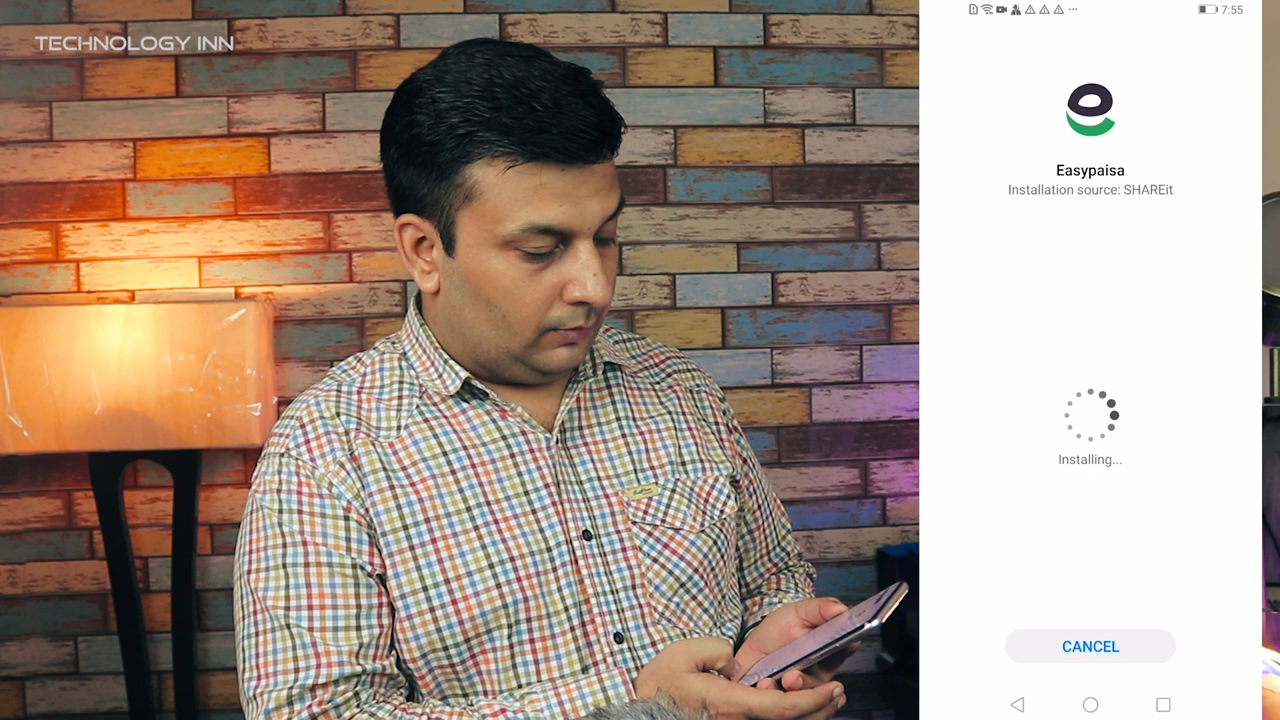 TECHNOLOGY INN
7:55
Easypaisa
Installation source: SHAREit
Installing...
CANCEL